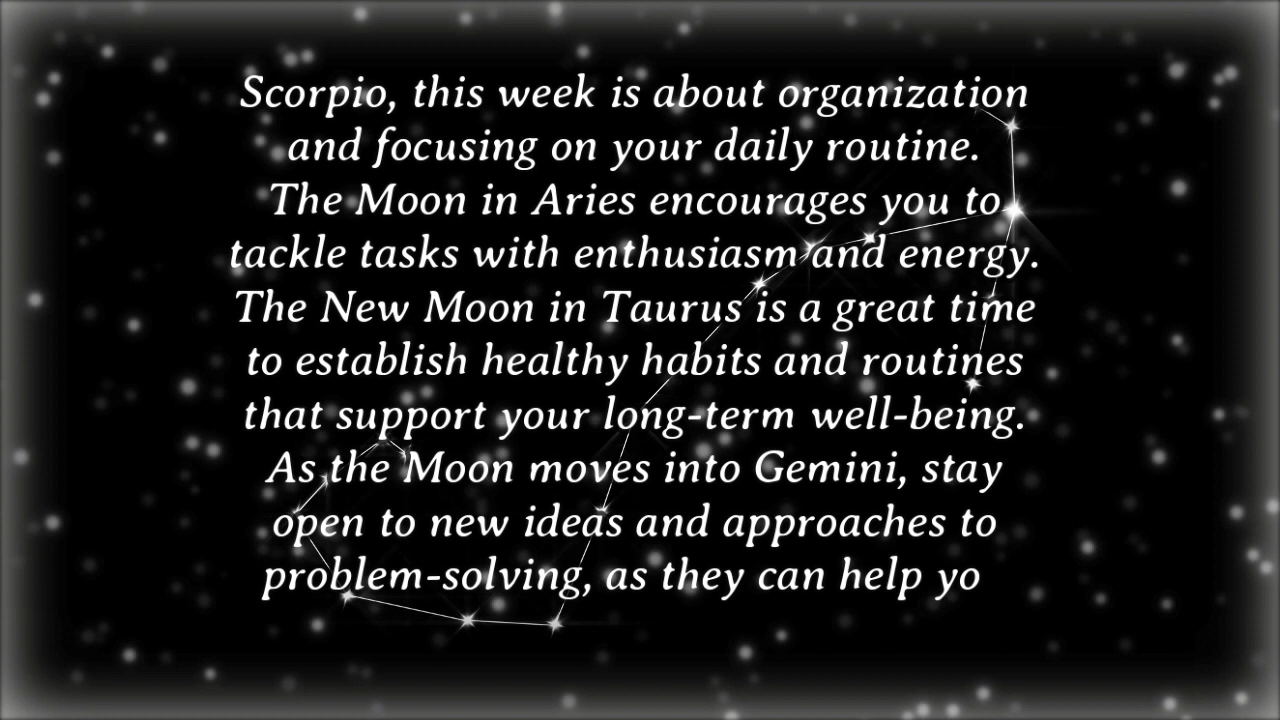 Scorpio, this week is about organization
and focusing on your daily routine.
The Moon in Aries encourages you to
tackle tasks with enthusiasm and energy.
The New Moon in Taurus is a great time
to establish healthy habits and routines
that support your long-term well-being.
As the Moon moves into Gemini, stay
open to new ideas and approaches to
problem-solving, as they can help yo